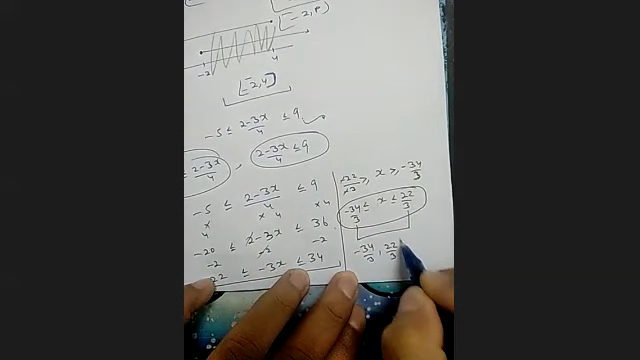 [-2, P)
-2 4
[-2, 4]
-5 ≤ 2-3x/4 ≤ 9
≤ 2-3x/4 , 2-3x/4 ≤ 9
-5 ≤ 2-3x/4 ≤ 9
×4 ×4 ×4
-20 ≤ 2-3x ≤ 36
-2 -2 -2
22 ≤ -3x ≤ 34
-22/-3 ≥ x ≥ -34/3
-34/3 ≤ x ≤ 22/3
-34/3 , 22/3